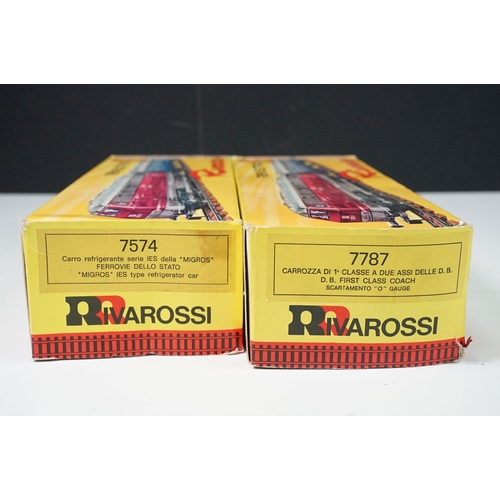 7574
Carro refrigerante serie IES della "MIGROS"
FERROVIE DELLO STATO
"MIGROS" IES type refrigerator car
RIVAROSSI
7787
CARROZZA DI 1ª CLASSE A DUE ASSI DELLE D.B.
D.B. FIRST CLASS COACH
SCARTAMENTO "O" GAUGE
RIVAROSSI